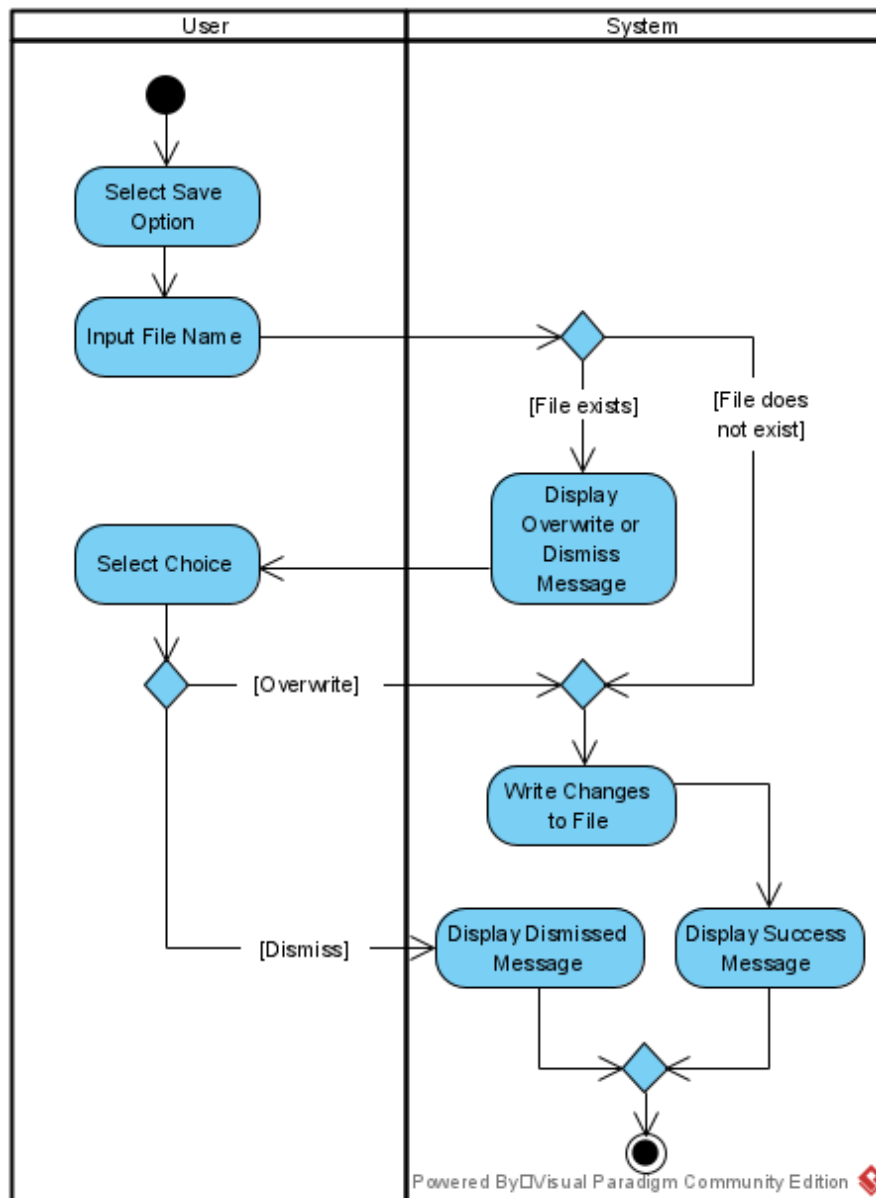 User
System
Select Save
Option
Input File Name
[File exists]
[File does
not exist]
Display
Overwrite or
Dismiss
Message
Select Choice
[Overwrite]
Write Changes
to File
[Dismiss]
Display Dismissed
Message
Display Success
Message
Powered By□Visual Paradigm Community Edition